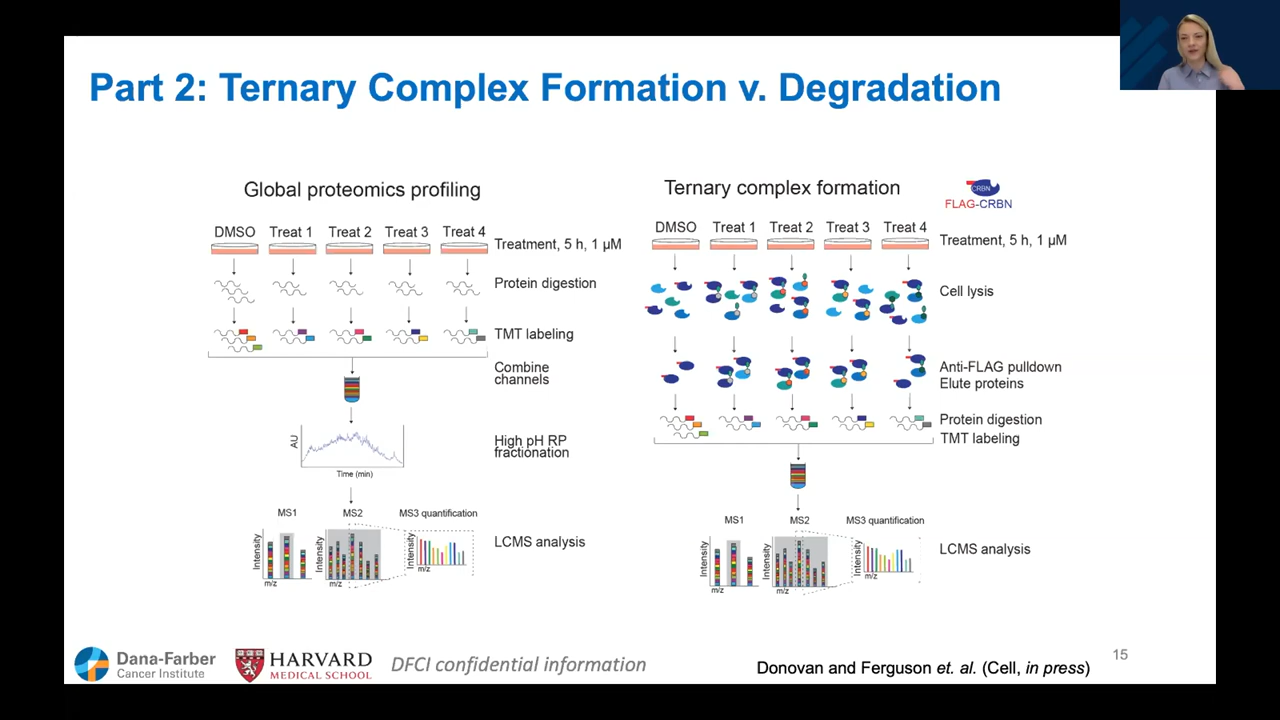 Part 2: Ternary Complex Formation v. Degradation
Global proteomics profiling
DMSO Treat 1 Treat 2 Treat 3 Treat 4
Treatment, 5 h, 1 µM
Protein digestion
TMT labeling
Combine
channels
AU
Time (min)
High pH RP
fractionation
MS1 MS2 MS3 quantification
Intensity
m/z
Intensity
m/z
Intensity
m/z
LCMS analysis
Ternary complex formation
CRBN
FLAG-CRBN
DMSO Treat 1 Treat 2 Treat 3 Treat 4
Treatment, 5 h, 1 µM
Cell lysis
Anti-FLAG pulldown
Elute proteins
Protein digestion
TMT labeling
MS1 MS2 MS3 quantification
Intensity
m/z
Intensity
m/z
Intensity
m/z
LCMS analysis
Dana-Farber
Cancer Institute
HARVARD
MEDICAL SCHOOL
DFCI confidential information
Donovan and Ferguson et. al. (Cell, in press)
15